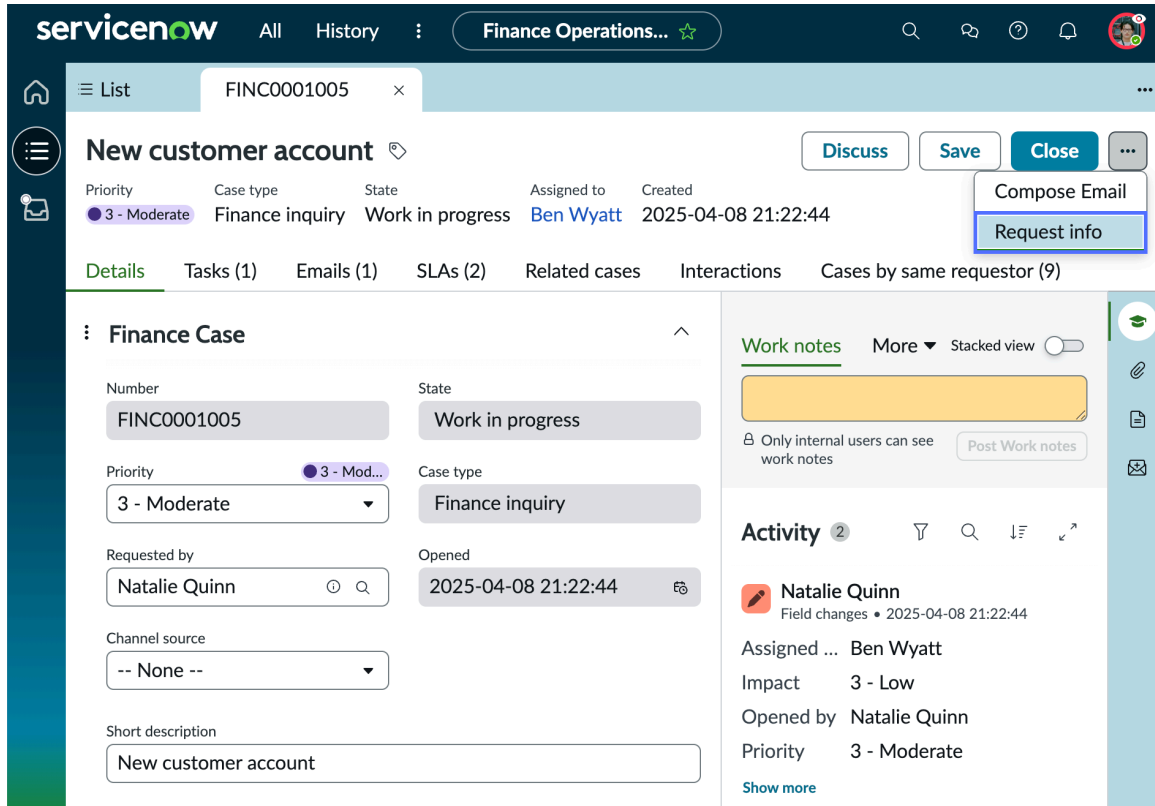 servicenow All History Finance Operations...
List FINC0001005
New customer account Discuss Save Close
Compose Email
Request info
Priority Case type State Assigned to Created
3 - Moderate Finance inquiry Work in progress Ben Wyatt 2025-04-08 21:22:44
Details Tasks (1) Emails (1) SLAs (2) Related cases Interactions Cases by same requestor (9)
Finance Case
Number State
FINC0001005 Work in progress
Priority 3 - Mod... Case type
3 - Moderate Finance inquiry
Requested by Opened
Natalie Quinn 2025-04-08 21:22:44
Channel source
-- None --
Short description
New customer account
Work notes More Stacked view
Only internal users can see
work notes
Post Work notes
Activity 2
Natalie Quinn
Field changes • 2025-04-08 21:22:44
Assigned ... Ben Wyatt
Impact 3 - Low
Opened by Natalie Quinn
Priority 3 - Moderate
Show more